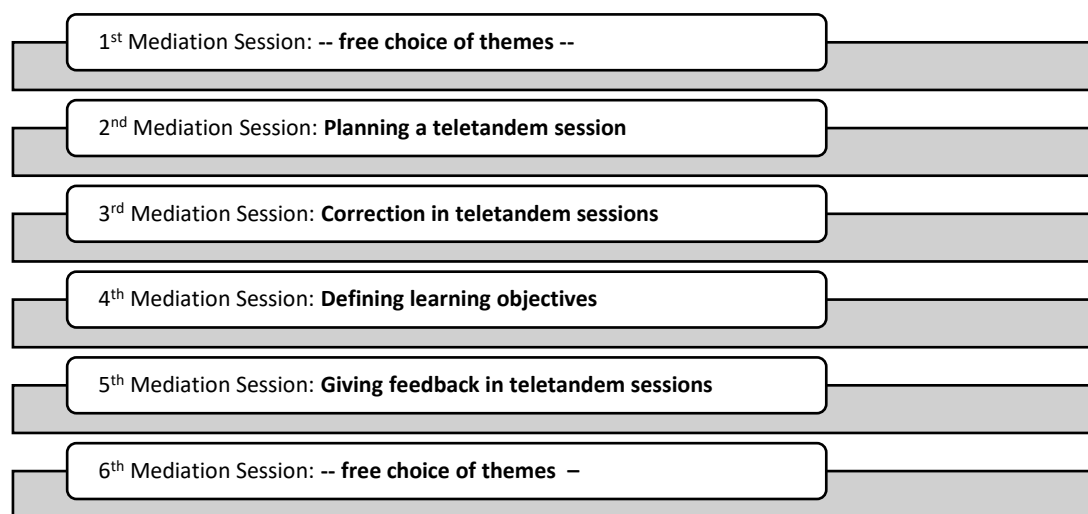 1st Mediation Session: -- free choice of themes --
2nd Mediation Session: Planning a teletandem session
3rd Mediation Session: Correction in teletandem sessions
4th Mediation Session: Defining learning objectives
5th Mediation Session: Giving feedback in teletandem sessions
6th Mediation Session: -- free choice of themes –